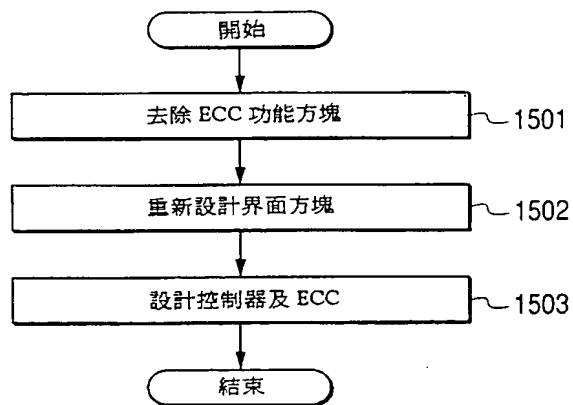 開始
去除 ECC 功能方塊
1501
重新設計界面方塊
1502
設計控制器及 ECC
1503
結束